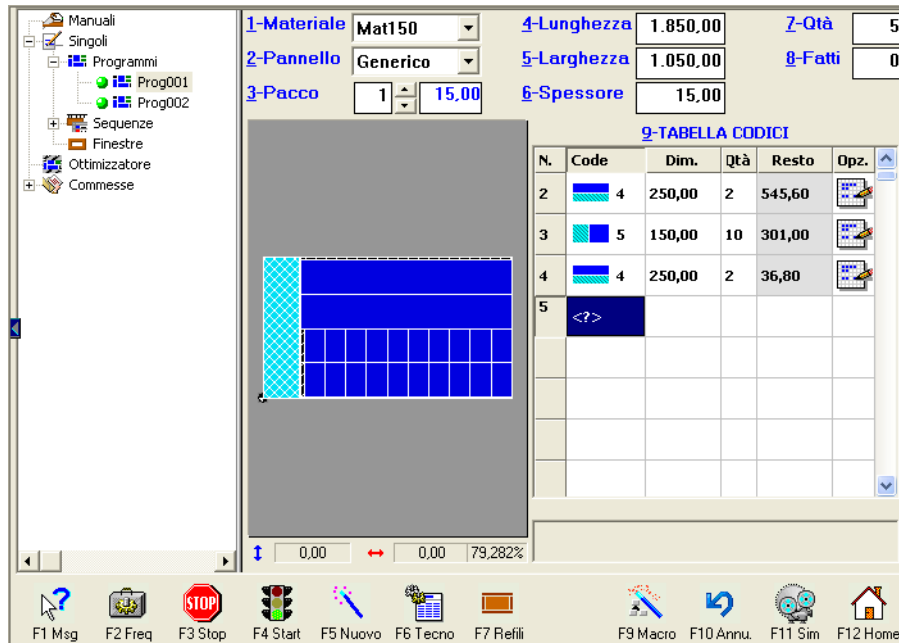 Manuali
Singoli
Programmi
Prog001
Prog002
Sequenze
Finestre
Ottimizzatore
Commesse
1-Materiale Mat150 4-Lunghezza 1.850,00 7-Qtà 5
2-Pannello Generico 5-Larghezza 1.050,00 8-Fatti 0
3-Pacco 1 15,00 6-Spessore 15,00
9-TABELLA CODICI
N. Code Dim. Qtà Resto Opz.
2 4 250,00 2 545,60
3 5 150,00 10 301,00
4 4 250,00 2 36,80
5 <?>
0,00 0,00 79,282%
STOP
F1 Msg F2 Freq F3 Stop F4 Start F5 Nuovo F6 Tecno F7 Refili F9 Macro F10 Annu. F11 Sim F12 Home